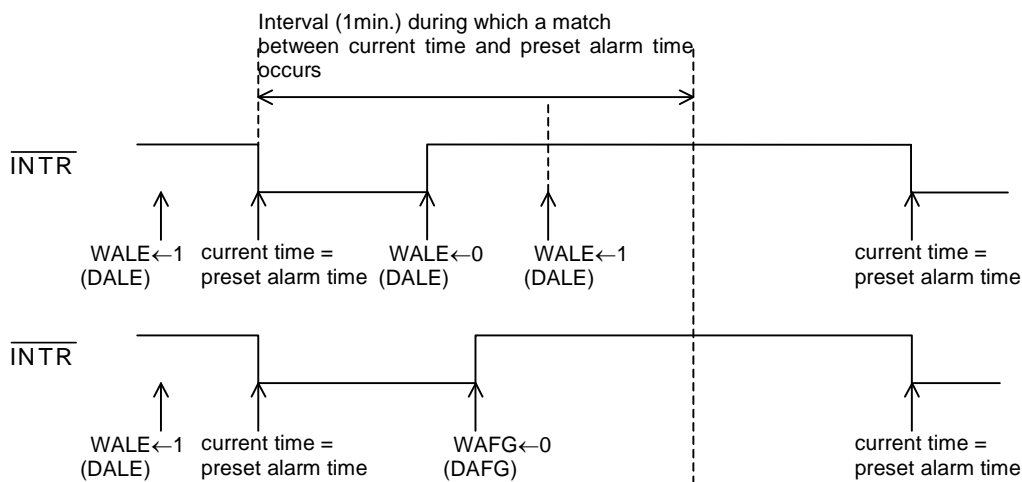 Interval (1min.) during which a match
between current time and preset alarm time
occurs
INTR
WALE←1
(DALE)
current time =
preset alarm time
WALE←0
(DALE)
WALE←1
(DALE)
current time =
preset alarm time
INTR
WALE←1
(DALE)
current time =
preset alarm time
WAFG←0
(DAFG)
current time =
preset alarm time